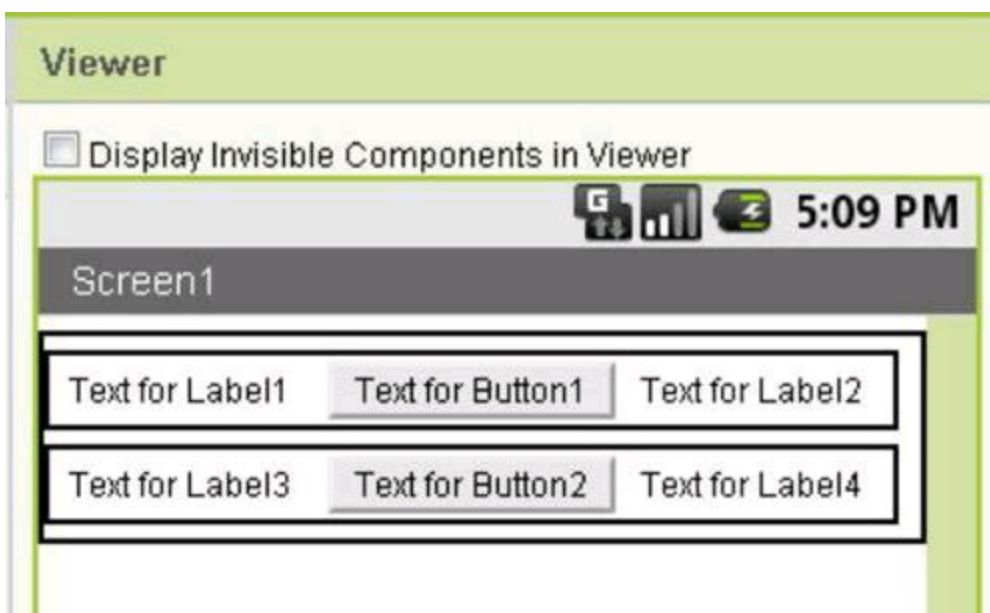 Viewer
Display Invisible Components in Viewer
G 5:09 PM
Screen1
Text for Label1 Text for Button1 Text for Label2
Text for Label3 Text for Button2 Text for Label4